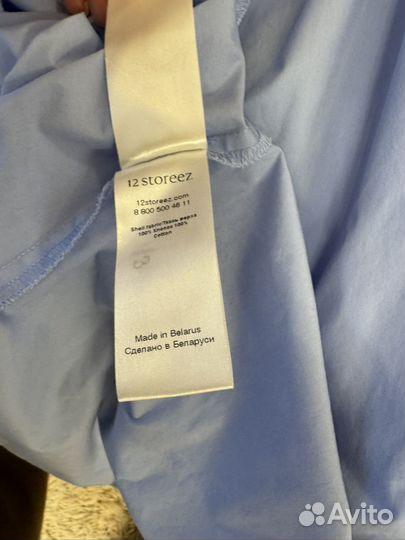 12 STOREEZ
12storeez.com
8 800 500 46 11
Shell fabric-Ткань верха
100% Хлопок 100%
Cotton
Made in Belarus
Сделано в Беларуси
Avito